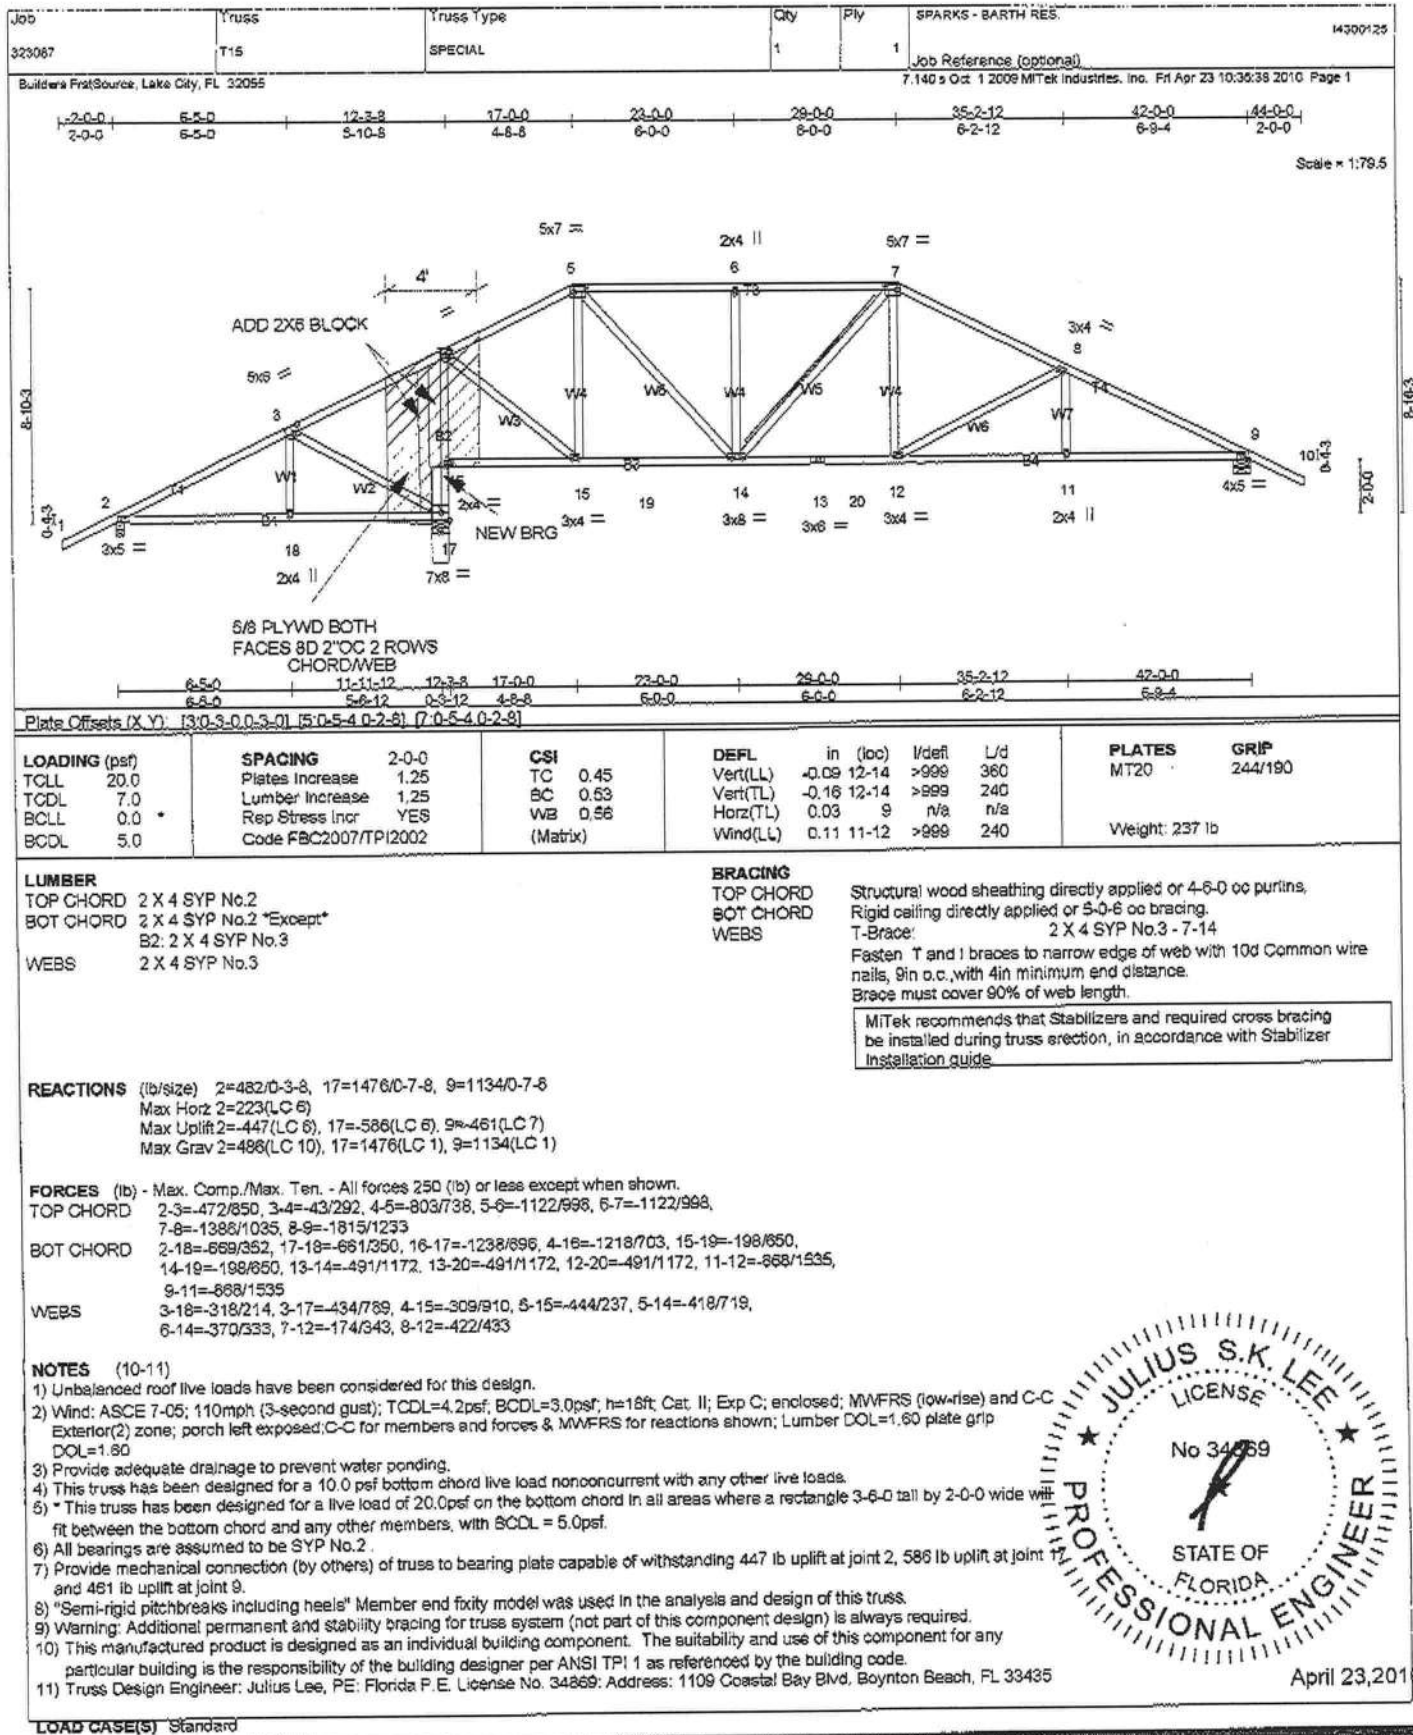 Job Truss Truss Type Qty Ply SPARKS - BARTH RES.
I4300125
323087 T15 SPECIAL 1 1
Job Reference (optional)
Builders FrstSource, Lake City, FL 32055 7.140 s Oct 1 2009 MiTek Industries, Inc. Fri Apr 23 10:36:38 2010 Page 1
-2-0-0 6-5-0 12-3-8 17-0-0 23-0-0 29-0-0 35-2-12 42-0-0 44-0-0
2-0-0 6-5-0 5-10-8 4-8-8 6-0-0 6-0-0 6-2-12 6-9-4 2-0-0
Scale = 1:79.5
5x7 = 2x4 || 5x7 =
4' 5 6 7
T3
ADD 2X6 BLOCK
3x4 =
8
5x6 =
8-10-3
3
W4 W5 W4 W5 W4
W3 W6 W7 T4
B2
W1 W2
9
10
0-4-3
2 T1
B3 B4
2-0-0
1
0-4-3
B1
2x4 = 15 19 14 13 20 12 11 4x5 =
3x5 = NEW BRG 3x4 = 3x8 = 3x6 = 3x4 = 2x4 ||
18 17
2x4 || 7x8 =
5/8 PLYWD BOTH
FACES 8D 2"OC 2 ROWS
CHORD/WEB
6-5-0 11-11-12 12-3-8 17-0-0 23-0-0 29-0-0 35-2-12 42-0-0
6-5-0 5-6-12 0-3-12 4-8-8 6-0-0 6-0-0 6-2-12 6-9-4
Plate Offsets (X,Y): [3:0-3-0,0-3-0], [5:0-5-4,0-2-8], [7:0-5-4,0-2-8]
LOADING (psf) SPACING 2-0-0 CSI DEFL in (loc) l/defl L/d PLATES GRIP
TCLL 20.0 Plates Increase 1.25 TC 0.45 Vert(LL) -0.09 12-14 >999 360 MT20 244/190
TCDL 7.0 Lumber Increase 1.25 BC 0.53 Vert(TL) -0.16 12-14 >999 240
BCLL 0.0 * Rep Stress Incr YES WB 0.56 Horz(TL) 0.03 9 n/a n/a
BCDL 5.0 Code FBC2007/TPI2002 (Matrix) Wind(LL) 0.11 11-12 >999 240 Weight: 237 lb
LUMBER
TOP CHORD 2 X 4 SYP No.2
BOT CHORD 2 X 4 SYP No.2 *Except*
B2: 2 X 4 SYP No.3
WEBS 2 X 4 SYP No.3
BRACING
TOP CHORD Structural wood sheathing directly applied or 4-6-0 oc purlins.
BOT CHORD Rigid ceiling directly applied or 5-0-6 oc bracing.
WEBS T-Brace: 2 X 4 SYP No.3 - 7-14
Fasten T and I braces to narrow edge of web with 10d Common wire
nails, 9in o.c.,with 4in minimum end distance.
Brace must cover 90% of web length.
MiTek recommends that Stabilizers and required cross bracing
be installed during truss erection, in accordance with Stabilizer
Installation guide.
REACTIONS (lb/size) 2=482/0-3-8, 17=1476/0-7-8, 9=1134/0-7-8
Max Horz 2=223(LC 6)
Max Uplift 2=-447(LC 6), 17=-586(LC 6), 9=-461(LC 7)
Max Grav 2=486(LC 10), 17=1476(LC 1), 9=1134(LC 1)
FORCES (lb) - Max. Comp./Max. Ten. - All forces 250 (lb) or less except when shown.
TOP CHORD 2-3=-472/850, 3-4=-43/292, 4-5=-803/738, 5-6=-1122/998, 6-7=-1122/998,
7-8=-1386/1035, 8-9=-1815/1233
BOT CHORD 2-18=-669/352, 17-18=-661/350, 16-17=-1238/696, 4-16=-1218/703, 15-19=-198/650,
14-19=-198/650, 13-14=-491/1172, 13-20=-491/1172, 12-20=-491/1172, 11-12=-868/1535,
9-11=-868/1535
WEBS 3-18=-318/214, 3-17=-434/789, 4-15=-309/910, 5-15=-444/237, 5-14=-418/719,
6-14=-370/333, 7-12=-174/343, 8-12=-422/433
NOTES (10-11)
1) Unbalanced roof live loads have been considered for this design.
2) Wind: ASCE 7-05; 110mph (3-second gust); TCDL=4.2psf; BCDL=3.0psf; h=18ft; Cat. II; Exp C; enclosed; MWFRS (low-rise) and C-C
Exterior(2) zone; porch left exposed;C-C for members and forces & MWFRS for reactions shown; Lumber DOL=1.60 plate grip
DOL=1.60
3) Provide adequate drainage to prevent water ponding.
4) This truss has been designed for a 10.0 psf bottom chord live load nonconcurrent with any other live loads.
5) * This truss has been designed for a live load of 20.0psf on the bottom chord in all areas where a rectangle 3-6-0 tall by 2-0-0 wide will
fit between the bottom chord and any other members, with BCDL = 5.0psf.
6) All bearings are assumed to be SYP No.2 .
7) Provide mechanical connection (by others) of truss to bearing plate capable of withstanding 447 lb uplift at joint 2, 586 lb uplift at joint 17
and 461 lb uplift at joint 9.
8) "Semi-rigid pitchbreaks including heels" Member end fixity model was used in the analysis and design of this truss.
9) Warning: Additional permanent and stability bracing for truss system (not part of this component design) is always required.
10) This manufactured product is designed as an individual building component. The suitability and use of this component for any
particular building is the responsibility of the building designer per ANSI TPI 1 as referenced by the building code.
11) Truss Design Engineer: Julius Lee, PE: Florida P.E. License No. 34869: Address: 1109 Coastal Bay Blvd, Boynton Beach, FL 33435
LOAD CASE(S) Standard
JULIUS S.K. LEE
LICENSE
No 34869
STATE OF
FLORIDA
PROFESSIONAL ENGINEER
April 23,201